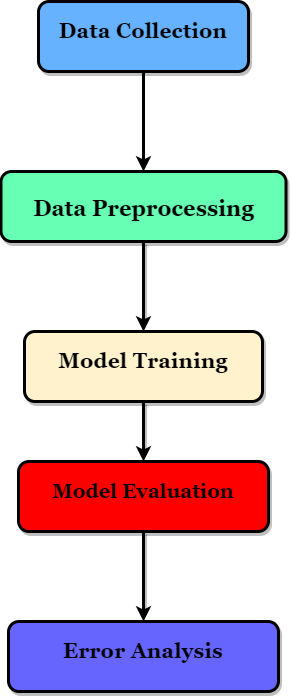 Data Collection
Data Preprocessing
Model Training
Model Evaluation
Error Analysis